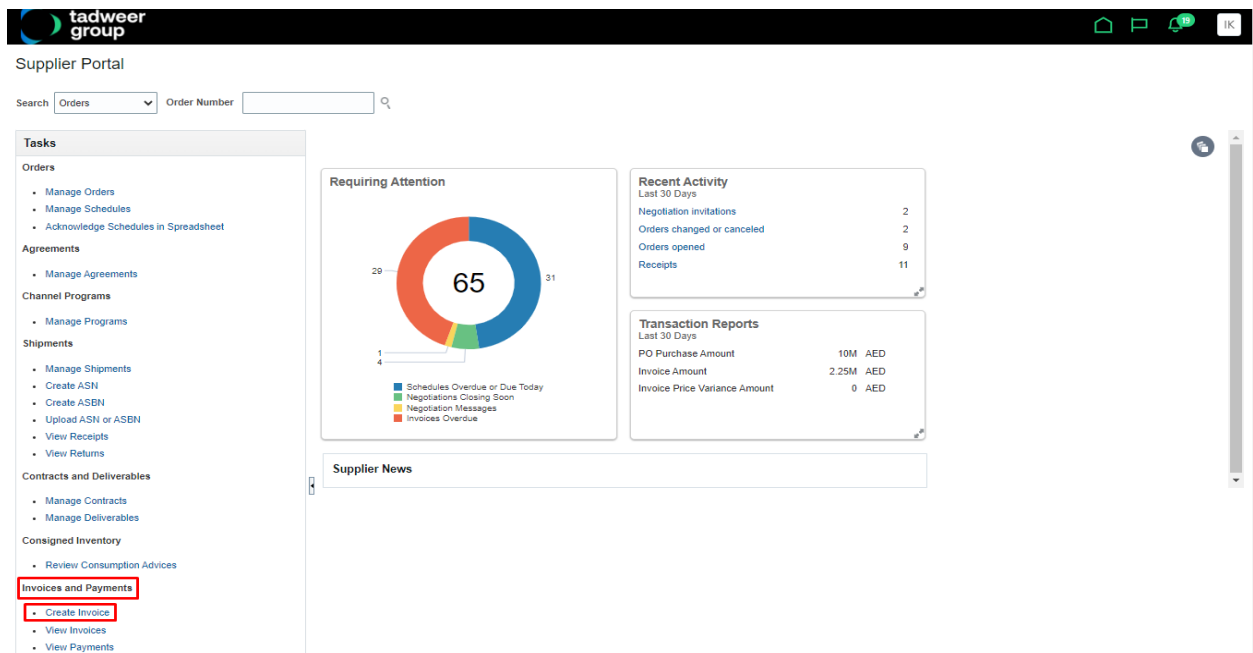 tadweer
group
19
IK
Supplier Portal
Search Orders Order Number
Tasks
Orders
Manage Orders
Manage Schedules
Acknowledge Schedules in Spreadsheet
Agreements
Manage Agreements
Channel Programs
Manage Programs
Shipments
Manage Shipments
Create ASN
Create ASBN
Upload ASN or ASBN
View Receipts
View Returns
Contracts and Deliverables
Manage Contracts
Manage Deliverables
Consigned Inventory
Review Consumption Advices
Invoices and Payments
Create Invoice
View Invoices
View Payments
Requiring Attention
29
65
31
1
4
Schedules Overdue or Due Today
Negotiations Closing Soon
Negotiation Messages
Invoices Overdue
Recent Activity
Last 30 Days
Negotiation invitations 2
Orders changed or canceled 2
Orders opened 9
Receipts 11
Transaction Reports
Last 30 Days
PO Purchase Amount 10M AED
Invoice Amount 2.25M AED
Invoice Price Variance Amount 0 AED
Supplier News